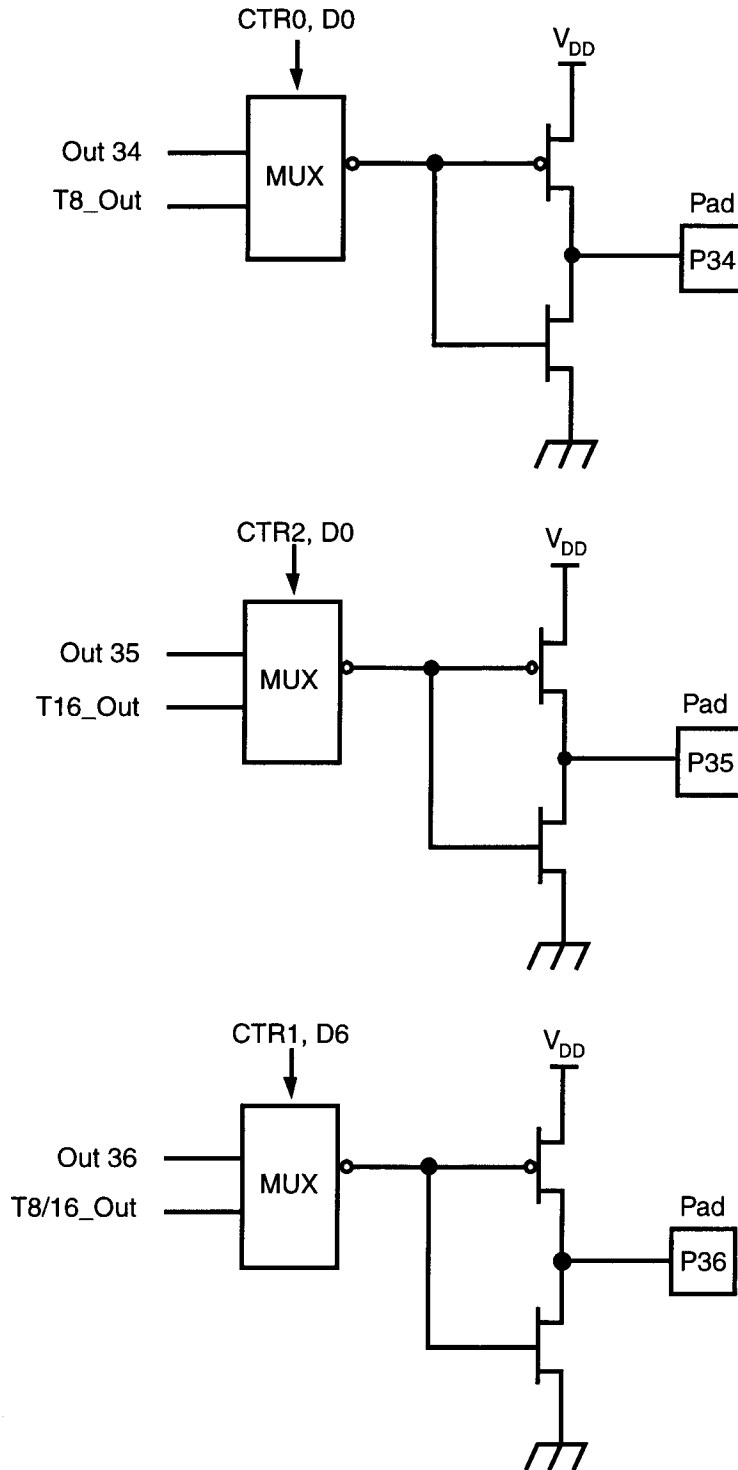 CTR0, D0
VDD
Out 34
T8_Out
MUX
Pad
P34
CTR2, D0
VDD
Out 35
T16_Out
MUX
Pad
P35
CTR1, D6
VDD
Out 36
T8/16_Out
MUX
Pad
P36